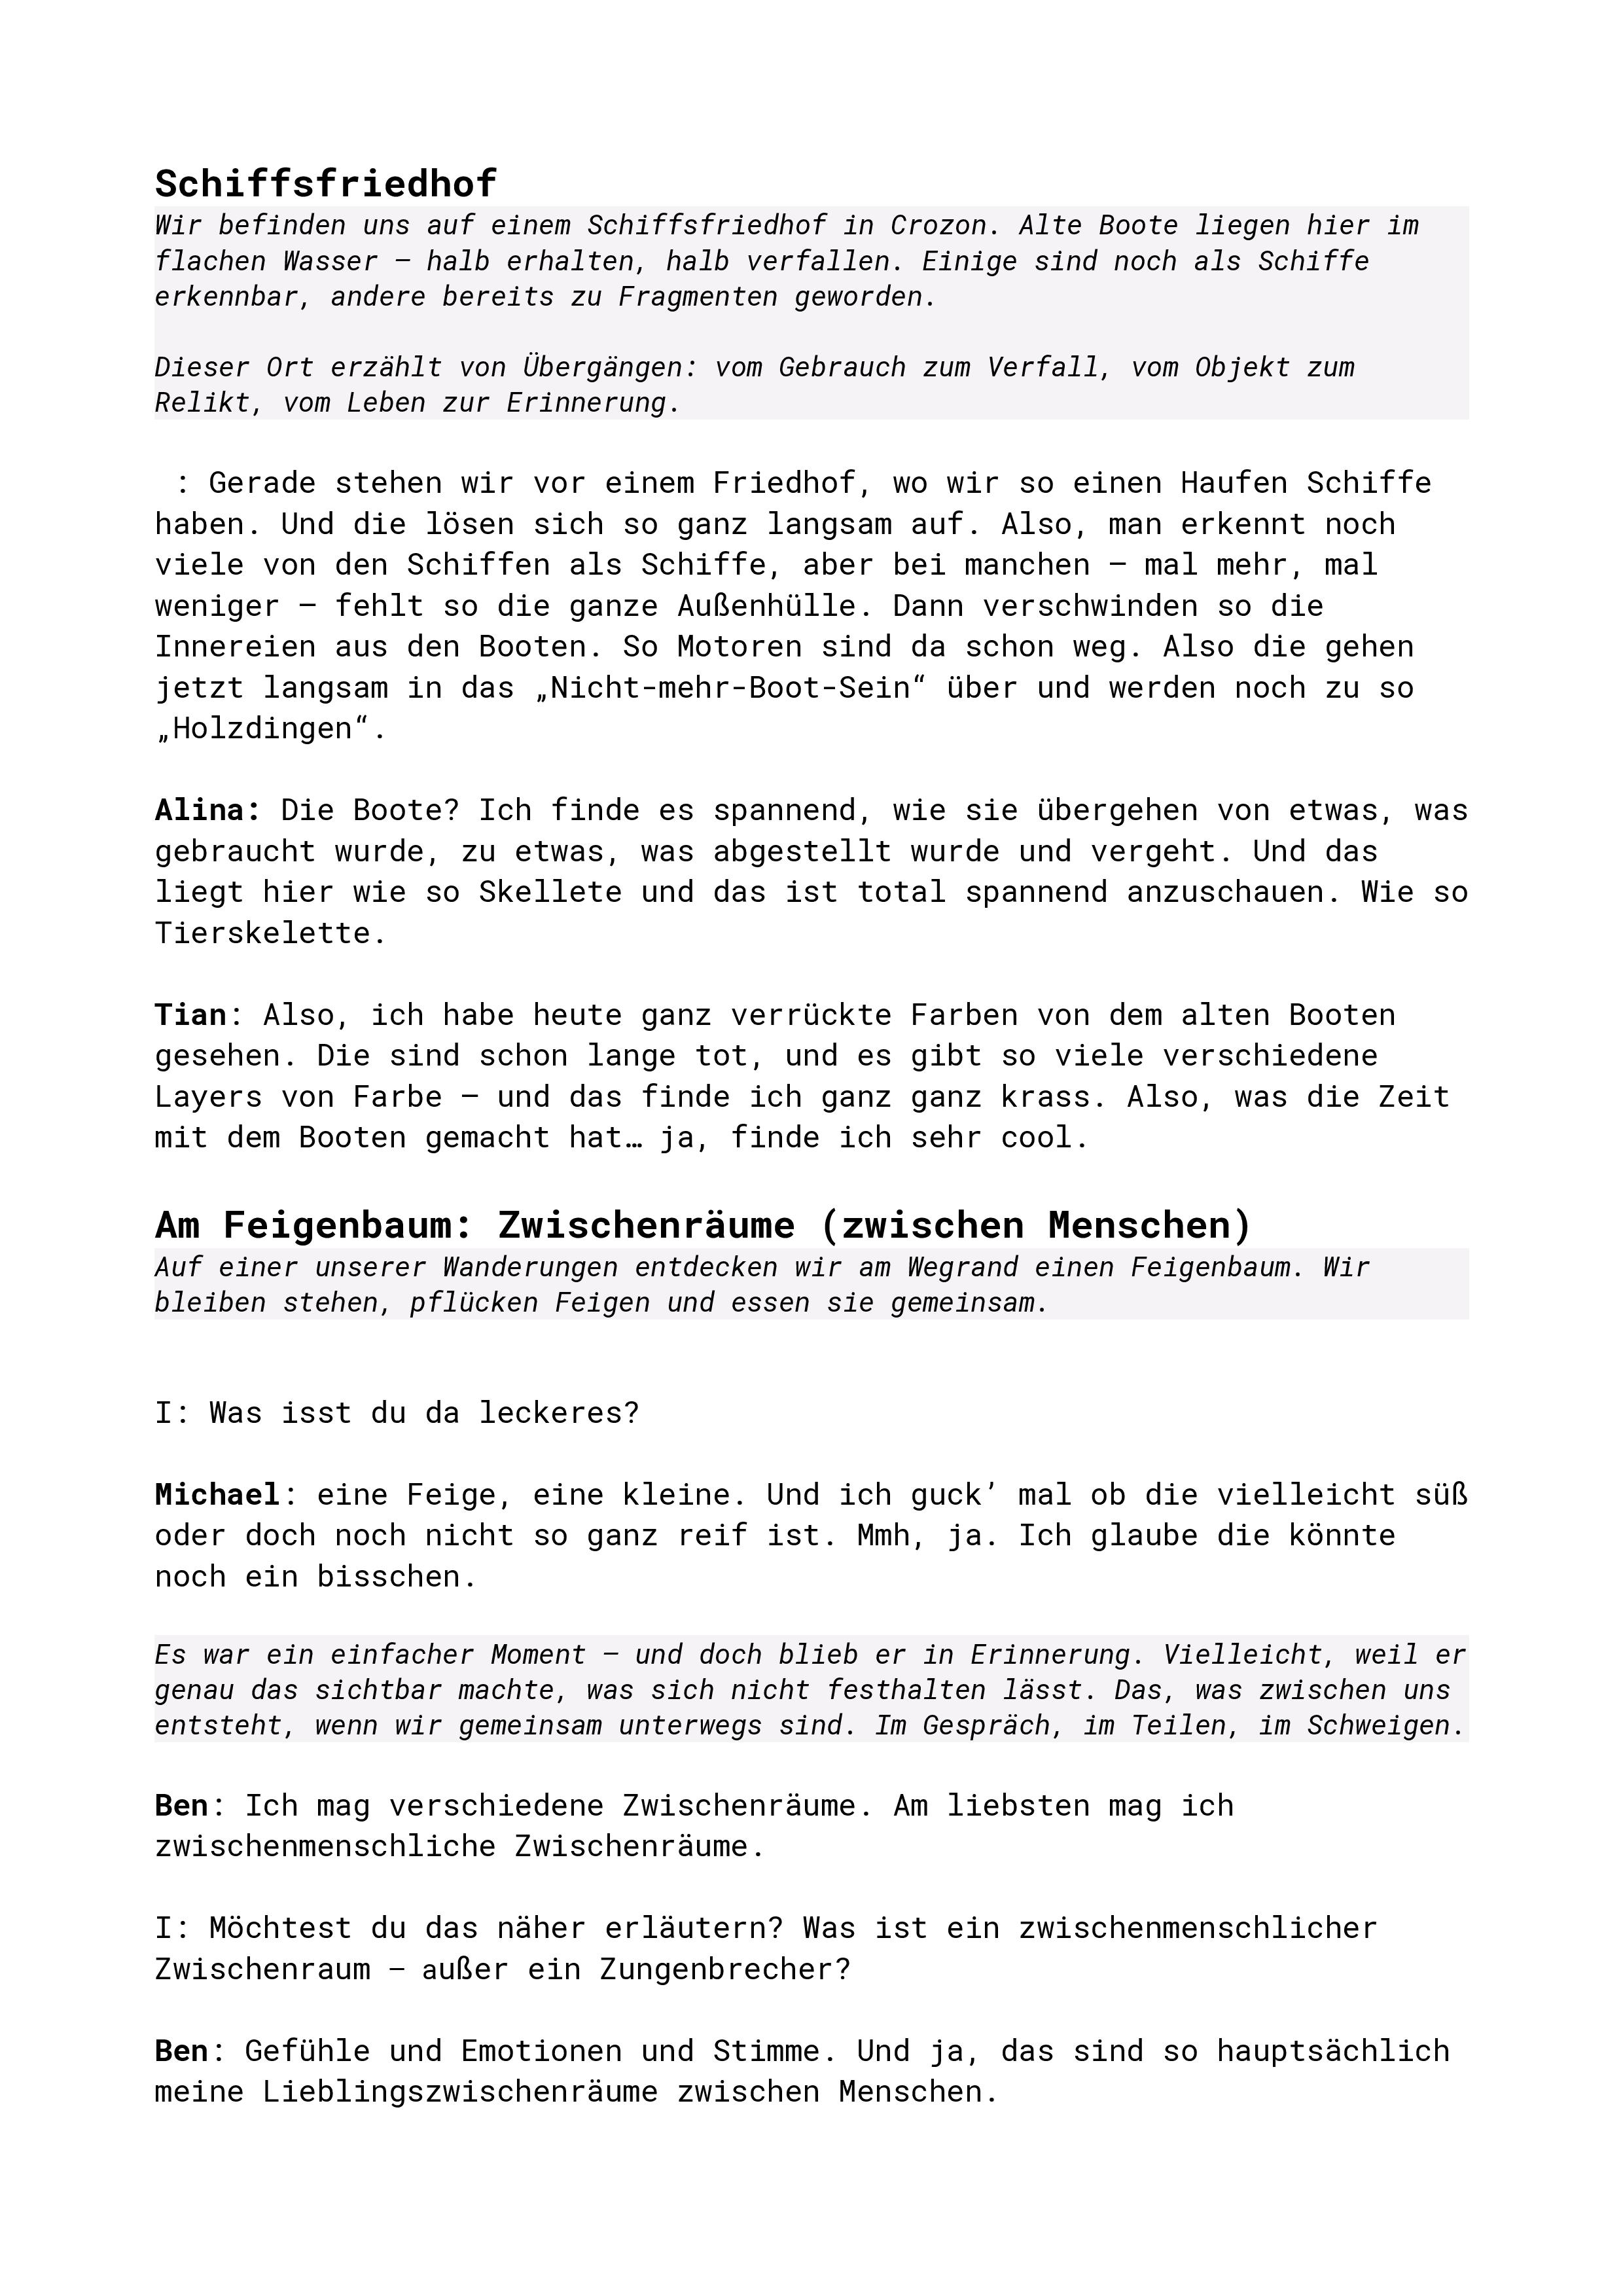 Schiffsfriedhof
Wir befinden uns auf einem Schiffsfriedhof in Crozon. Alte Boote liegen hier im
flachen Wasser – halb erhalten, halb verfallen. Einige sind noch als Schiffe
erkennbar, andere bereits zu Fragmenten geworden.
Dieser Ort erzählt von Übergängen: vom Gebrauch zum Verfall, vom Objekt zum
Relikt, vom Leben zur Erinnerung.
: Gerade stehen wir vor einem Friedhof, wo wir so einen Haufen Schiffe
haben. Und die lösen sich so ganz langsam auf. Also, man erkennt noch
viele von den Schiffen als Schiffe, aber bei manchen – mal mehr, mal
weniger – fehlt so die ganze Außenhülle. Dann verschwinden so die
Innereien aus den Booten. So Motoren sind da schon weg. Also die gehen
jetzt langsam in das „Nicht-mehr-Boot-Sein“ über und werden noch zu so
„Holzdingen“.
Alina: Die Boote? Ich finde es spannend, wie sie übergehen von etwas, was
gebraucht wurde, zu etwas, was abgestellt wurde und vergeht. Und das
liegt hier wie so Skellete und das ist total spannend anzuschauen. Wie so
Tierskelette.
Tian: Also, ich habe heute ganz verrückte Farben von dem alten Booten
gesehen. Die sind schon lange tot, und es gibt so viele verschiedene
Layers von Farbe – und das finde ich ganz ganz krass. Also, was die Zeit
mit dem Booten gemacht hat… ja, finde ich sehr cool.
Am Feigenbaum: Zwischenräume (zwischen Menschen)
Auf einer unserer Wanderungen entdecken wir am Wegrand einen Feigenbaum. Wir
bleiben stehen, pflücken Feigen und essen sie gemeinsam.
I: Was isst du da leckeres?
Michael: eine Feige, eine kleine. Und ich guck’ mal ob die vielleicht süß
oder doch noch nicht so ganz reif ist. Mmh, ja. Ich glaube die könnte
noch ein bisschen.
Es war ein einfacher Moment – und doch blieb er in Erinnerung. Vielleicht, weil er
genau das sichtbar machte, was sich nicht festhalten lässt. Das, was zwischen uns
entsteht, wenn wir gemeinsam unterwegs sind. Im Gespräch, im Teilen, im Schweigen.
Ben: Ich mag verschiedene Zwischenräume. Am liebsten mag ich
zwischenmenschliche Zwischenräume.
I: Möchtest du das näher erläutern? Was ist ein zwischenmenschlicher
Zwischenraum – außer ein Zungenbrecher?
Ben: Gefühle und Emotionen und Stimme. Und ja, das sind so hauptsächlich
meine Lieblingszwischenräume zwischen Menschen.